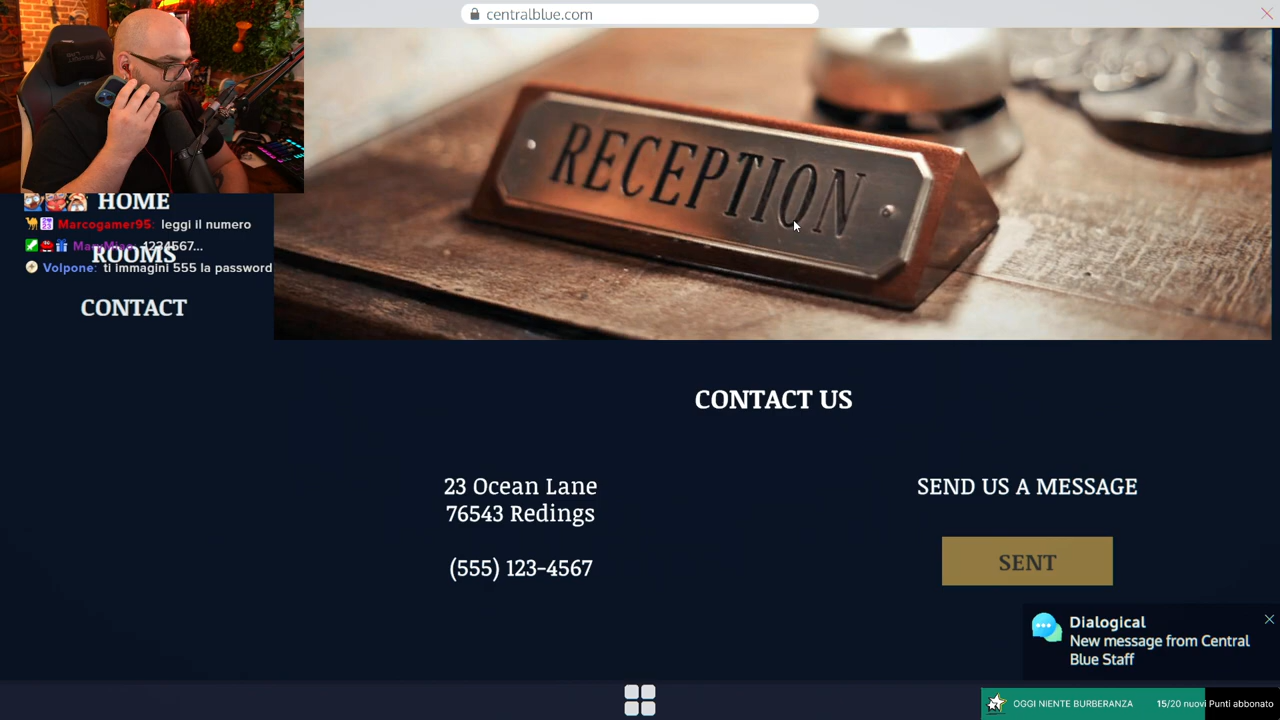 centralblue.com
RECEPTION
HOME
Marcogamer95: leggi il numero
1234567...
ROOMS
Volpone: ti immagini 555 la password
CONTACT
CONTACT US
23 Ocean Lane
76543 Redings
(555) 123-4567
SEND US A MESSAGE
SENT
Dialogical
New message from Central
Blue Staff
OGGI NIENTE BURBERANZA
15/20 nuovi Punti abbonato